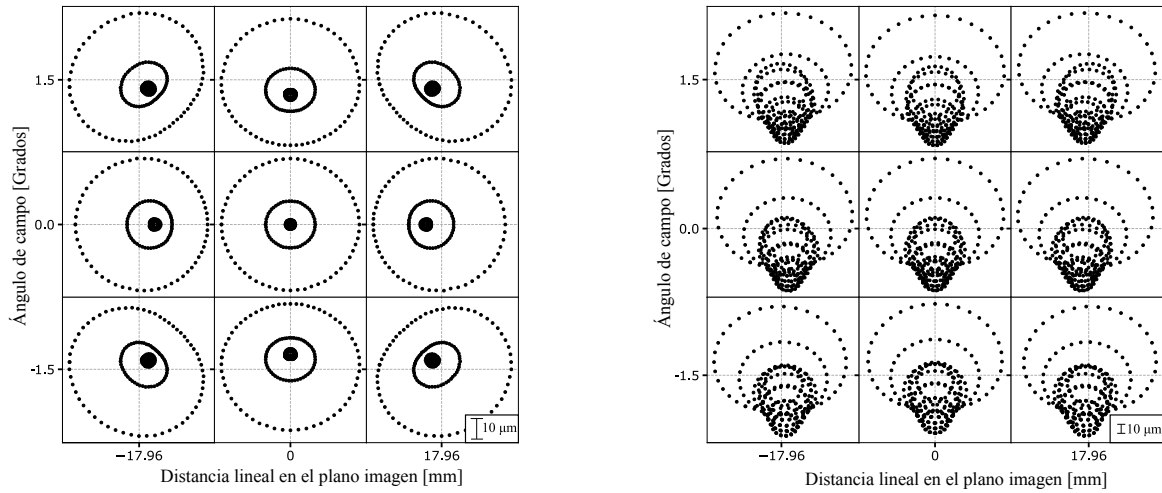 Ángulo de campo [Grados]
1.5
0.0
-1.5
10 μm
−17.96
0
17.96
Distancia lineal en el plano imagen [mm]
Ángulo de campo [Grados]
1.5
0.0
-1.5
10 μm
−17.96
0
17.96
Distancia lineal en el plano imagen [mm]